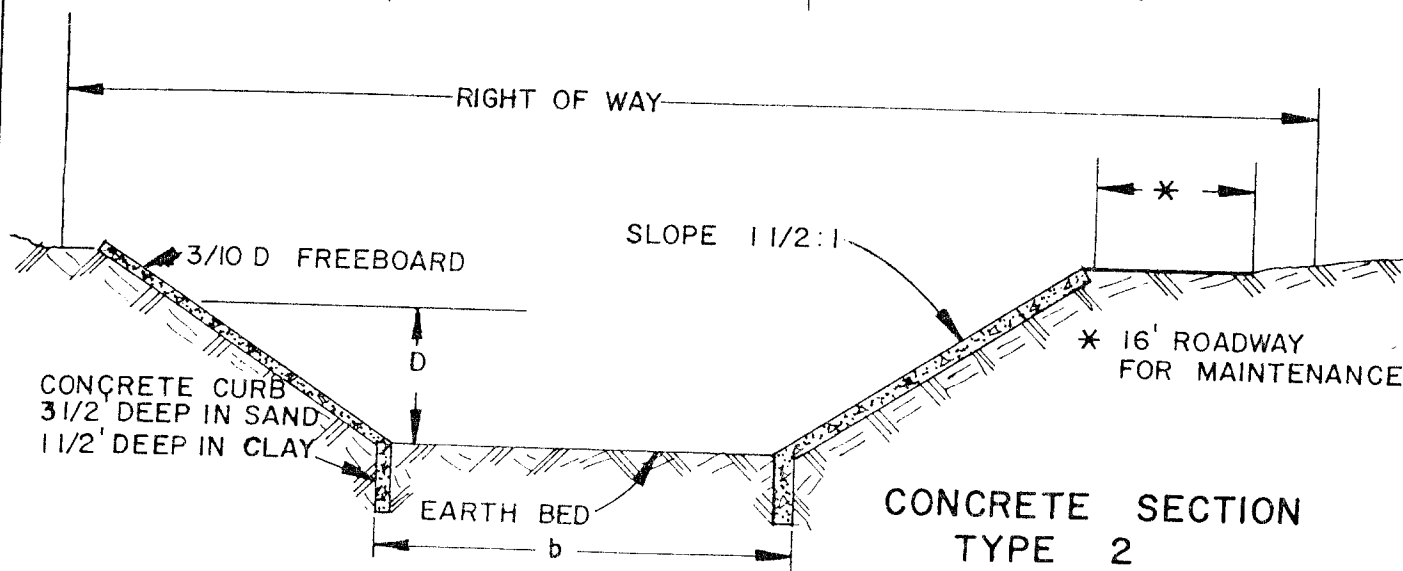 RIGHT OF WAY
*
SLOPE 1 1/2:1
3/10 D FREEBOARD
D
* 16' ROADWAY
FOR MAINTENANCE
CONCRETE CURB
3 1/2' DEEP IN SAND
1 1/2' DEEP IN CLAY
EARTH BED
b
CONCRETE SECTION
TYPE 2